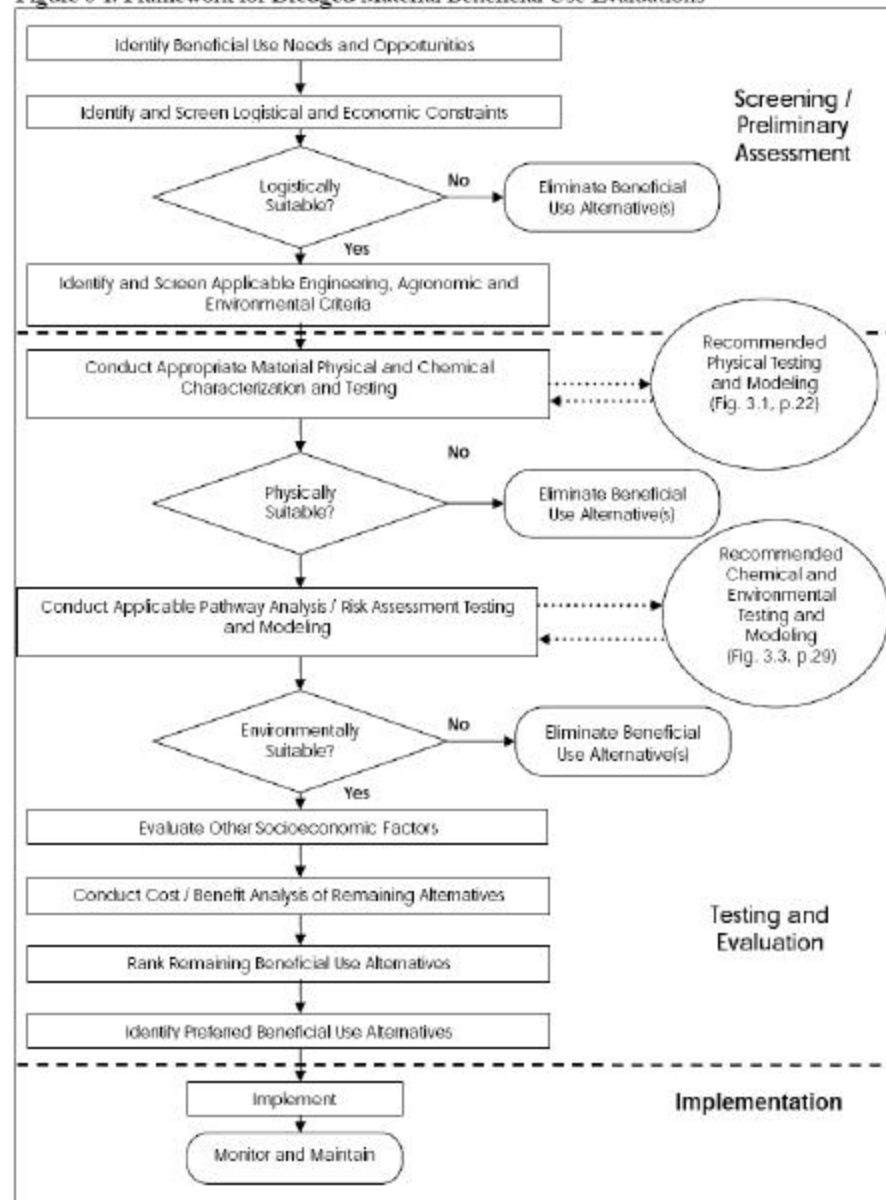 Identify Beneficial Use Needs and Opportunities
Identify and Screen Logistical and Economic Constraints
Screening /
Preliminary
Assessment
Logistically
Suitable?
No
Eliminate Beneficial
Use Alternative(s)
Yes
Identify and Screen Applicable Engineering, Agronomic and
Environmental Criteria
Conduct Appropriate Material Physical and Chemical
Characterization and Testing
Recommended
Physical Testing
and Modeling
(Fig. 3.1, p.22)
No
Physically
Suitable?
Eliminate Beneficial
Use Alternative(s)
Conduct Applicable Pathway Analysis / Risk Assessment Testing
and Modeling
Recommended
Chemical and
Environmental
Testing and
Modeling
(Fig. 3.3, p.29)
Environmentally
Suitable?
No
Eliminate Beneficial
Use Alternative(s)
Yes
Evaluate Other Socioeconomic Factors
Conduct Cost / Benefit Analysis of Remaining Alternatives
Rank Remaining Beneficial Use Alternatives
Identify Preferred Beneficial Use Alternatives
Testing and
Evaluation
Implement
Implementation
Monitor and Maintain